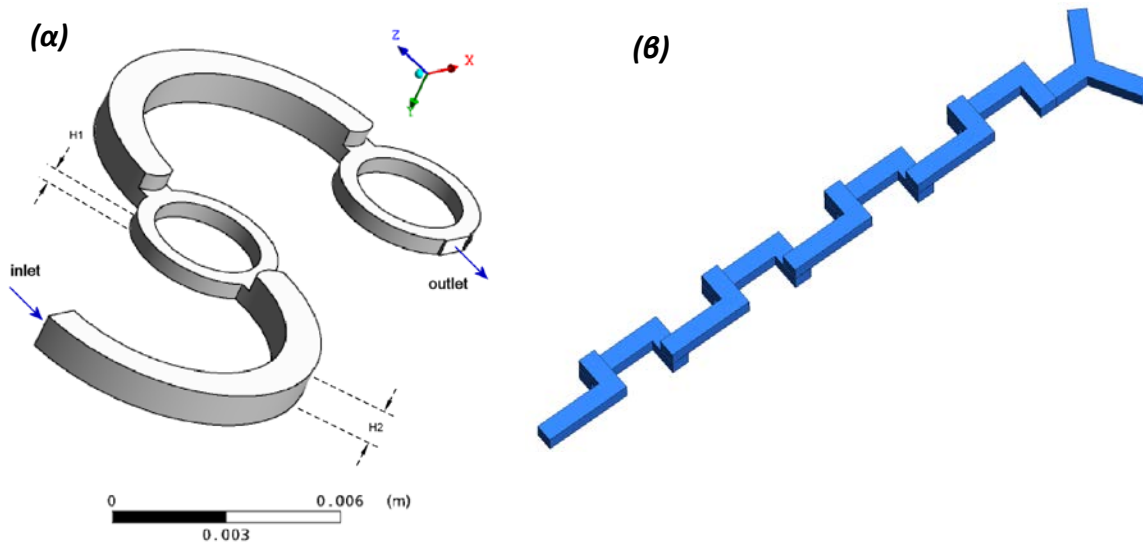 (α)
(β)
Z
X
Y
H1
inlet
outlet
H2
0
0.006 (m)
0.003